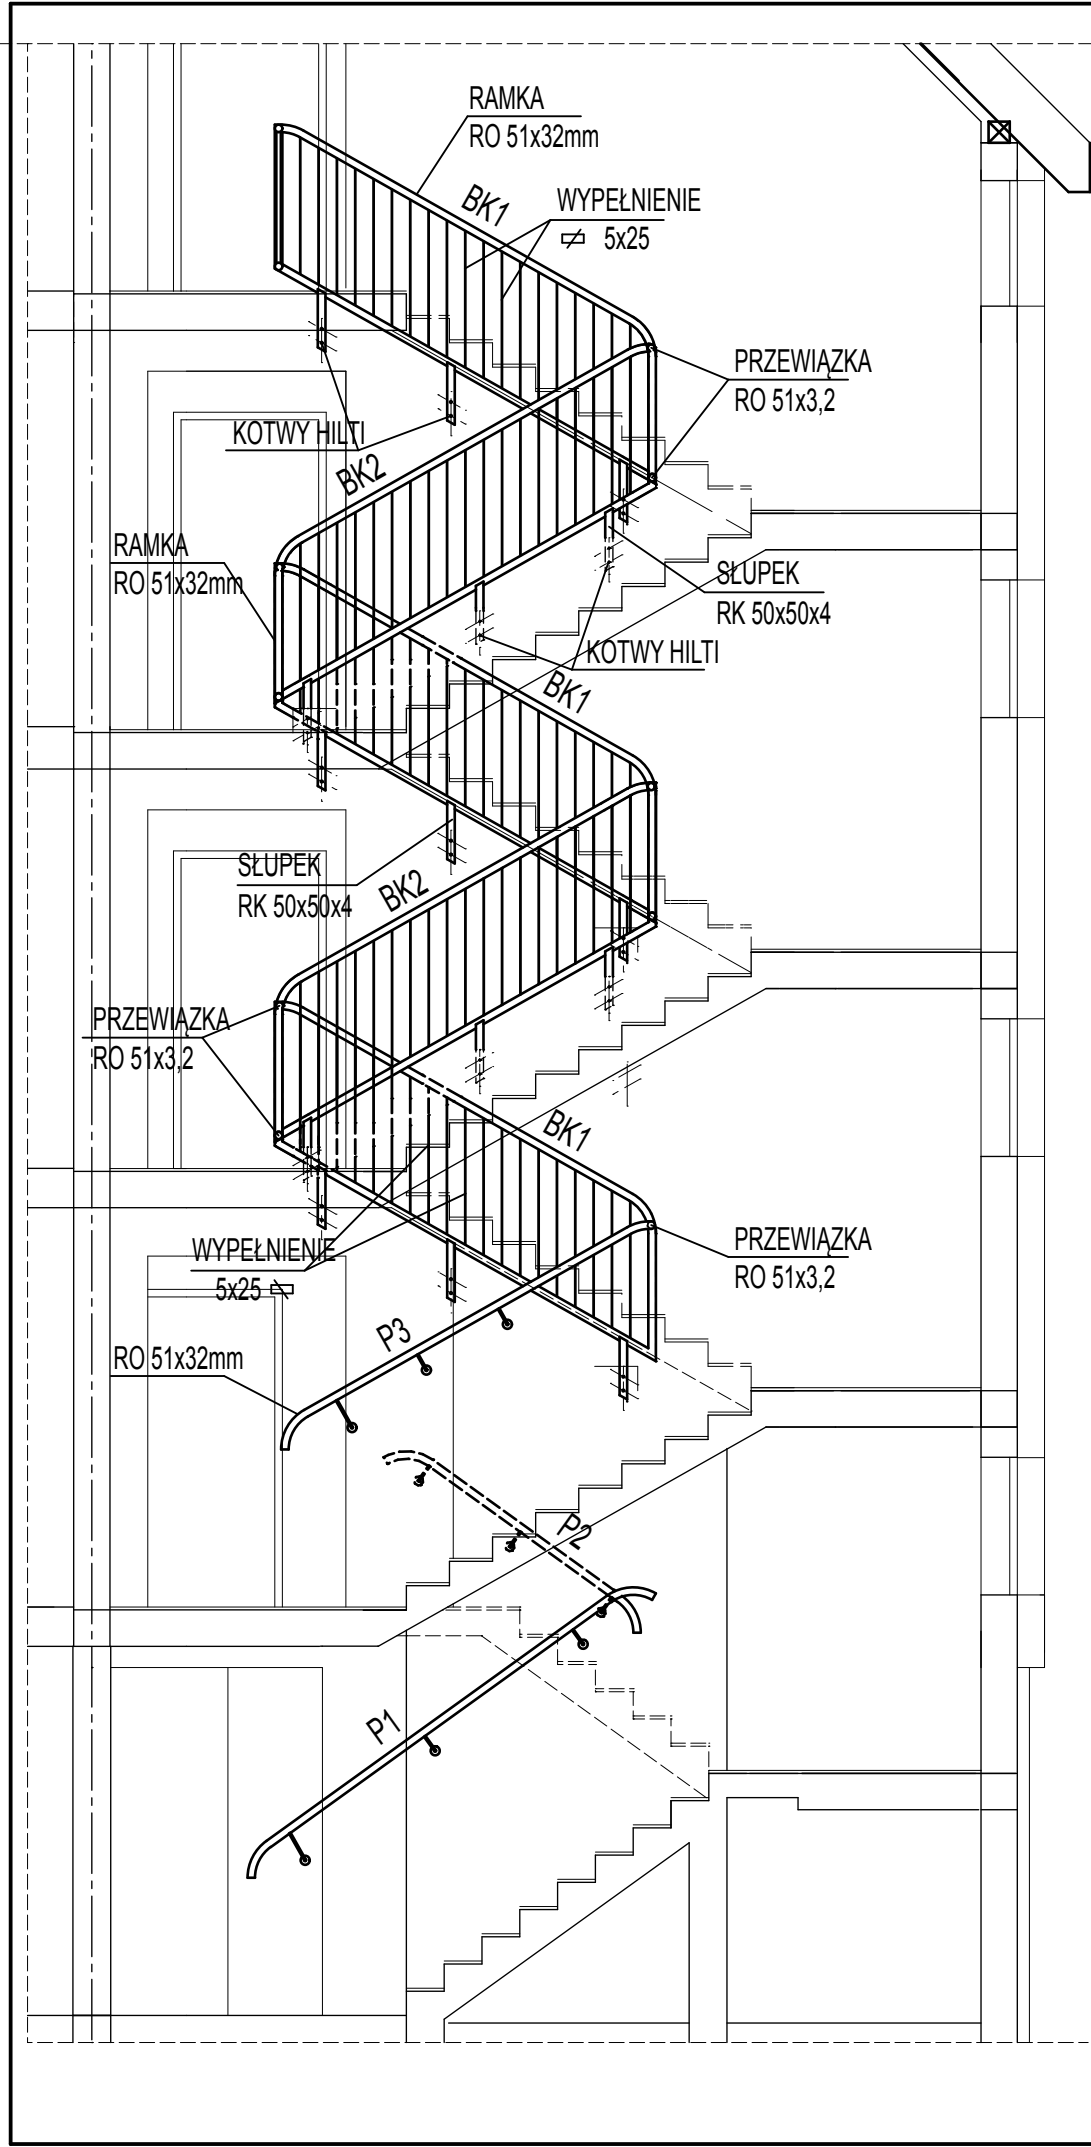 RAMKA
RO 51x32mm
BK1
WYPEŁNIENIE
5x25
PRZEWIĄZKA
RO 51x3,2
KOTWY HILTI
BK2
RAMKA
RO 51x32mm
SŁUPEK
RK 50x50x4
KOTWY HILTI
BK1
SŁUPEK
RK 50x50x4
BK2
PRZEWIĄZKA
RO 51x3,2
BK1
WYPEŁNIENIE
5x25
PRZEWIĄZKA
RO 51x3,2
P3
RO 51x32mm
P2
P1